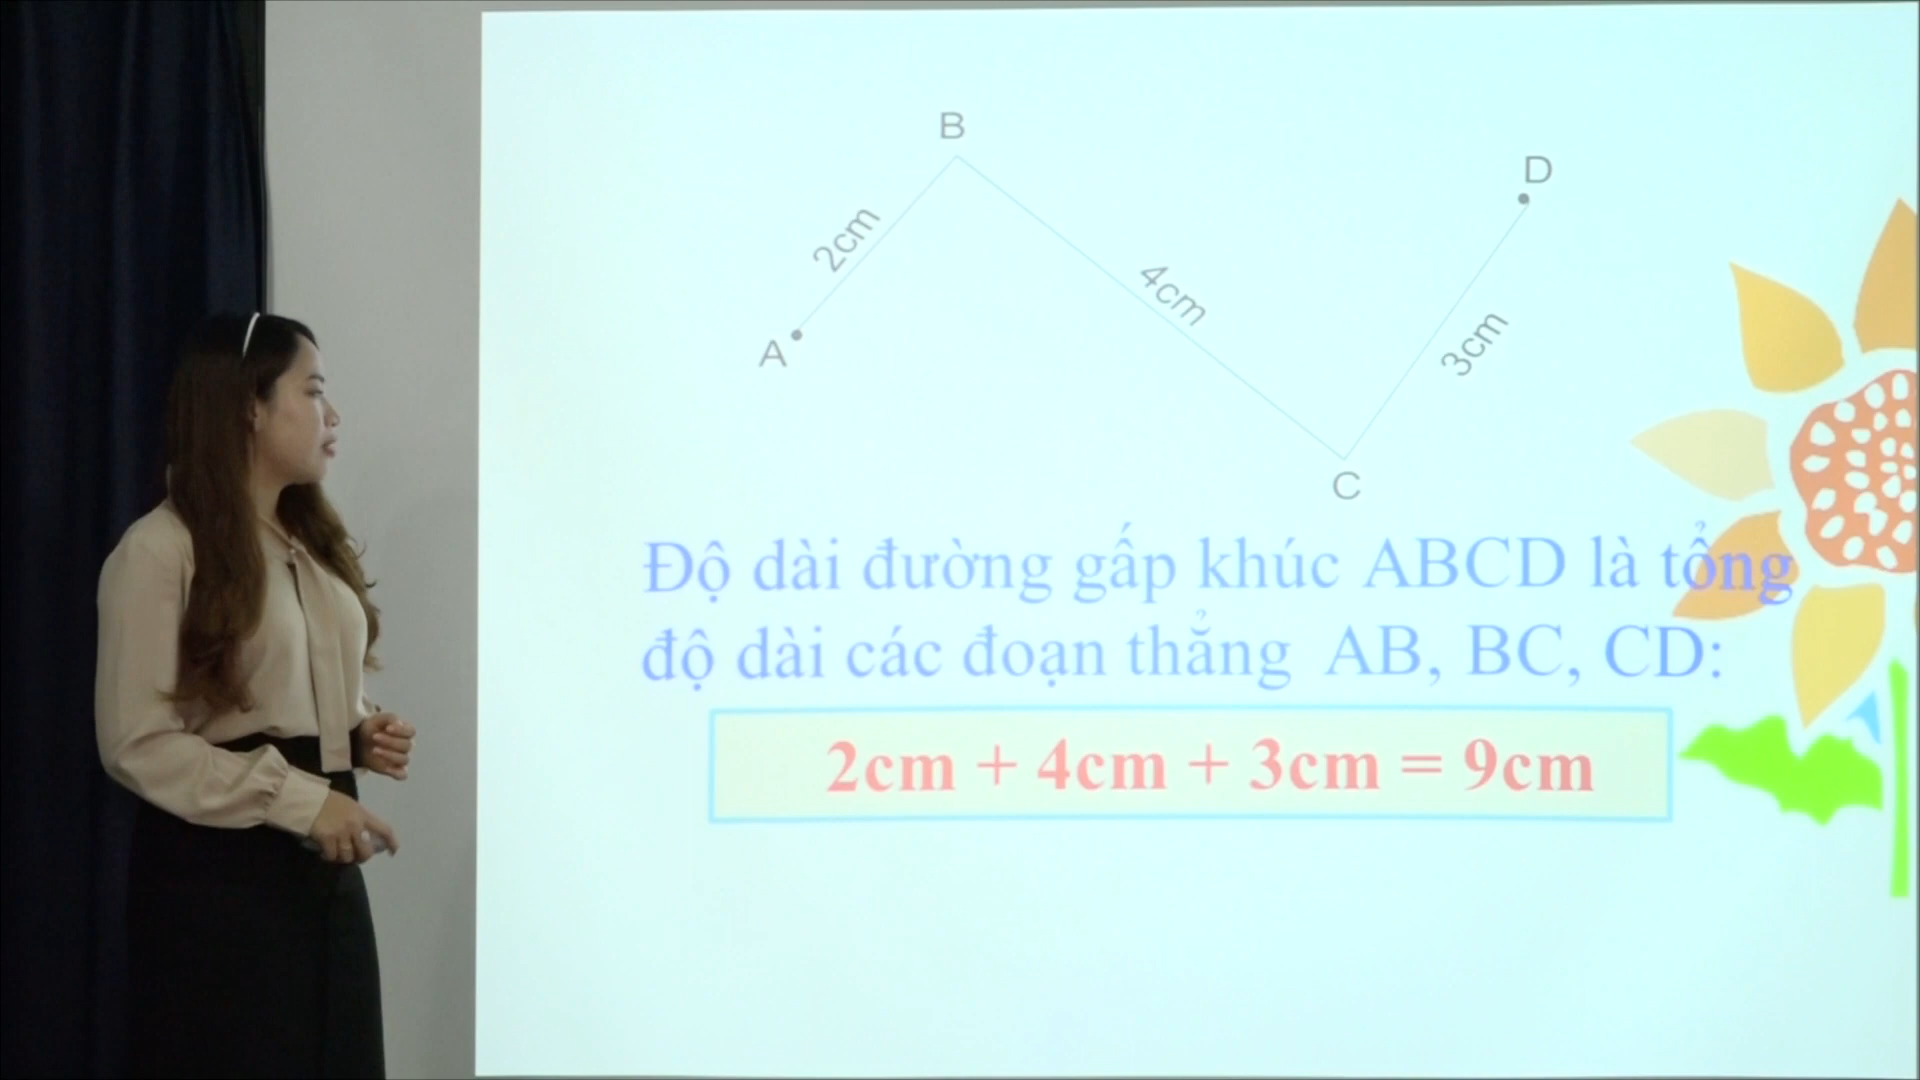 B
D
2cm
4cm
A
3cm
C
Độ dài đường gấp khúc ABCD là tổng
độ dài các đoạn thẳng AB, BC, CD:
2cm + 4cm + 3cm = 9cm